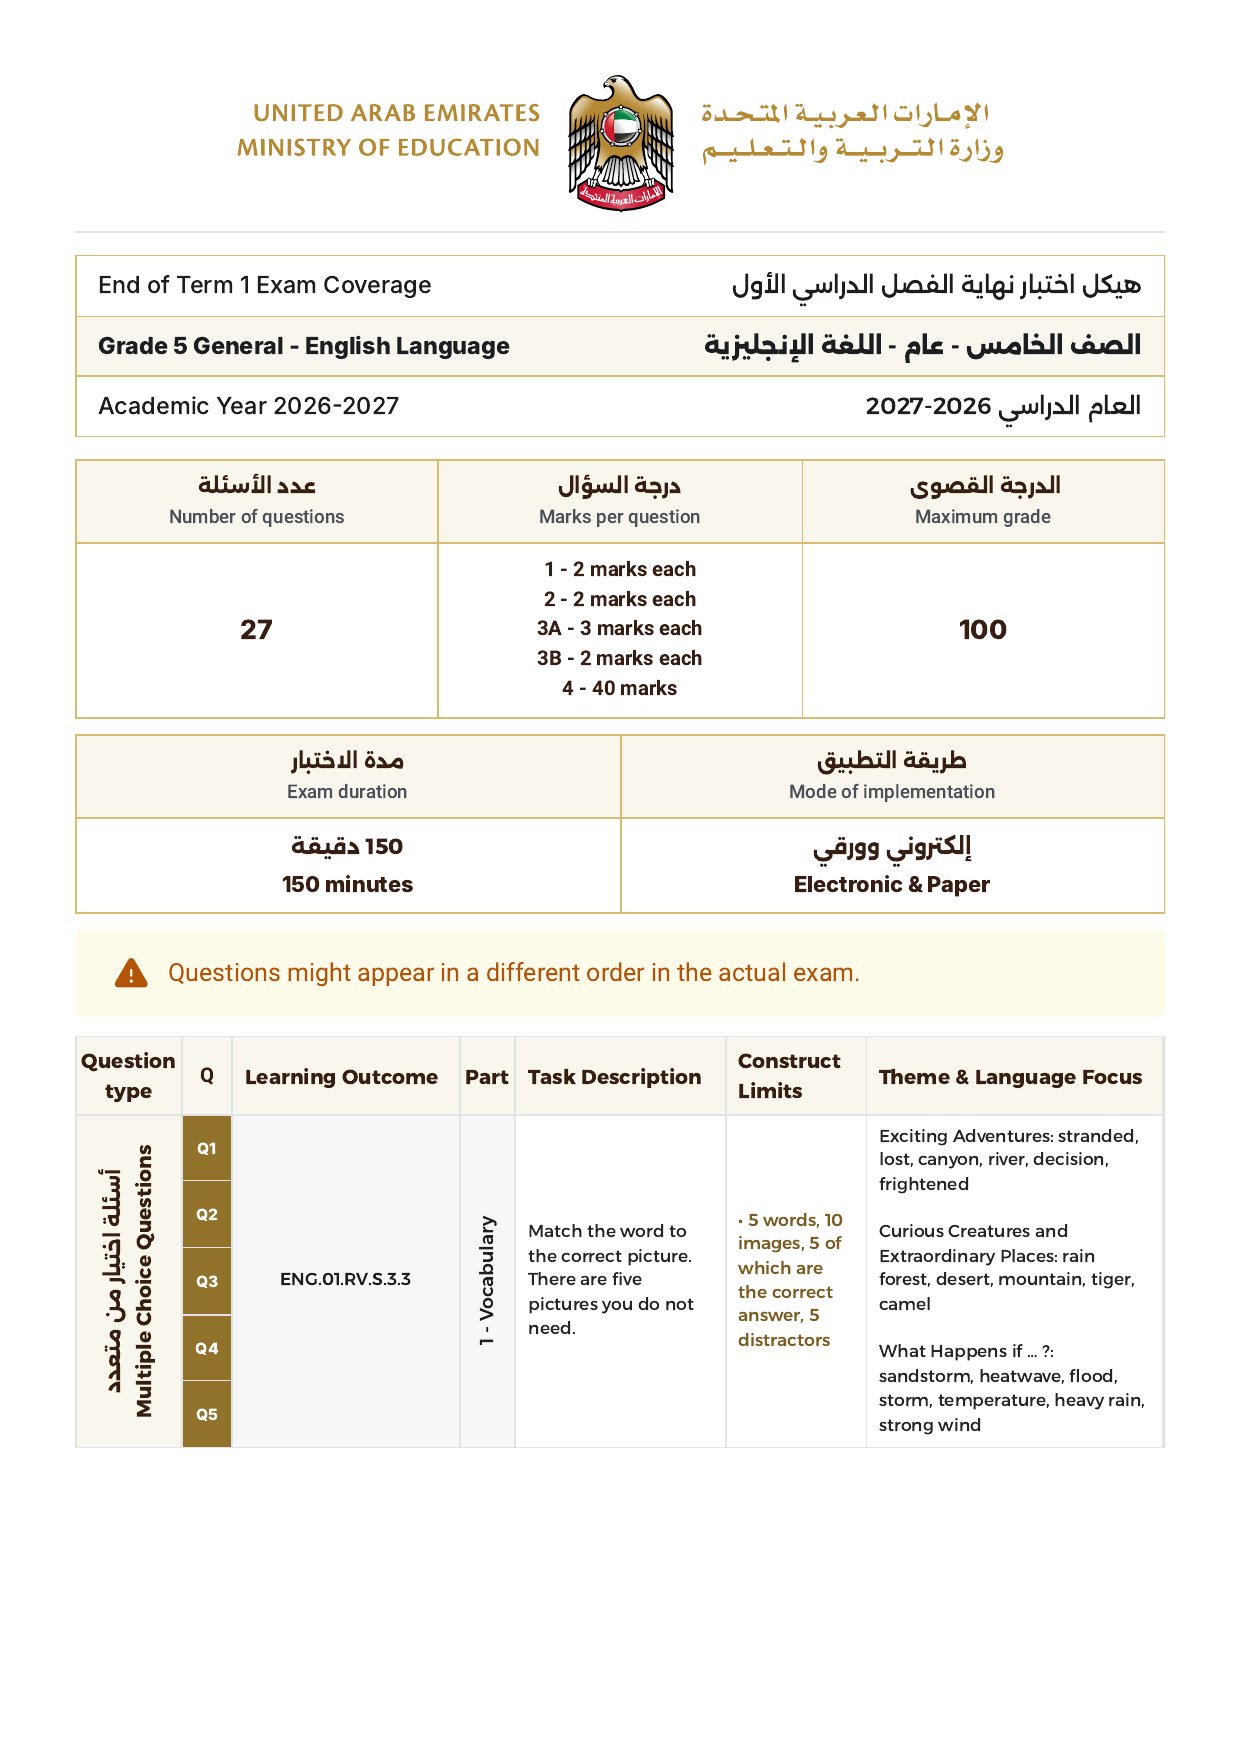 UNITED ARAB EMIRATES
MINISTRY OF EDUCATION
الإمارات العربية المتحدة
وزارة التربية والتعليم
الإمارات العربية المتحدة
End of Term 1 Exam Coverage
هيكل اختبار نهاية الفصل الدراسي الأول
Grade 5 General - English Language
الصف الخامس - عام - اللغة الإنجليزية
Academic Year 2026-2027
العام الدراسي 2026-2027
عدد الأسئلة
Number of questions
درجة السؤال
Marks per question
الدرجة القصوى
Maximum grade
27
1 - 2 marks each
2 - 2 marks each
3A - 3 marks each
3B - 2 marks each
4 - 40 marks
100
مدة الاختبار
Exam duration
طريقة التطبيق
Mode of implementation
150 دقيقة
150 minutes
إلكتروني وورقي
Electronic & Paper
Questions might appear in a different order in the actual exam.
Question
type
Q
Learning Outcome
Part
Task Description
Construct
Limits
Theme & Language Focus
أسئلة اختيار من متعدد
Multiple Choice Questions
Q1
Q2
Q3
Q4
Q5
ENG.01.RV.S.3.3
1 - Vocabulary
Match the word to
the correct picture.
There are five
pictures you do not
need.
• 5 words, 10
images, 5 of
which are
the correct
answer, 5
distractors
Exciting Adventures: stranded,
lost, canyon, river, decision,
frightened
Curious Creatures and
Extraordinary Places: rain
forest, desert, mountain, tiger,
camel
What Happens if ... ?:
sandstorm, heatwave, flood,
storm, temperature, heavy rain,
strong wind